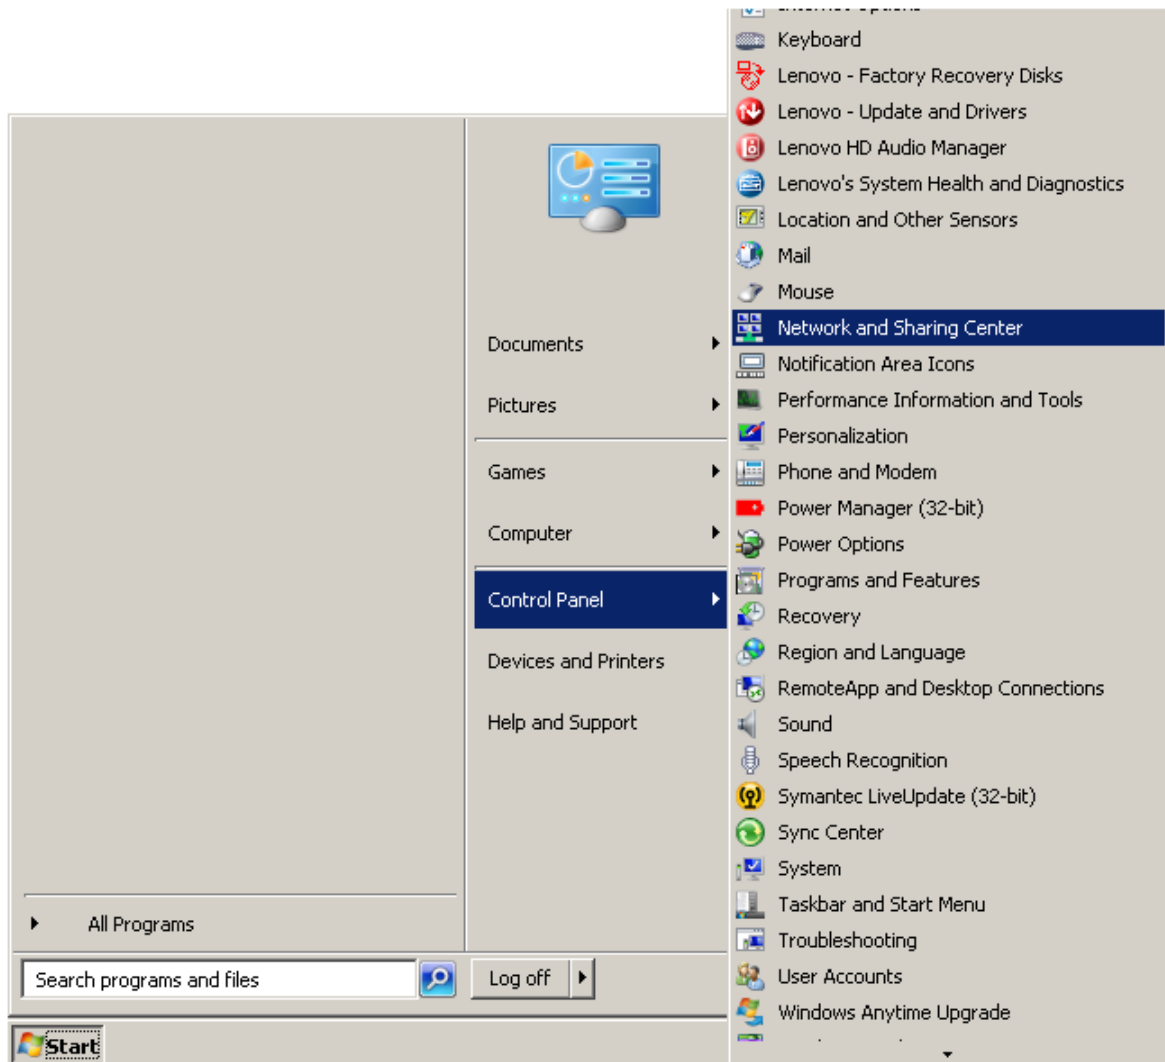 Documents
Pictures
Games
Computer
Control Panel
Devices and Printers
Help and Support
All Programs
Search programs and files
Log off
Start
Internet Options
Keyboard
Lenovo - Factory Recovery Disks
Lenovo - Update and Drivers
Lenovo HD Audio Manager
Lenovo's System Health and Diagnostics
Location and Other Sensors
Mail
Mouse
Network and Sharing Center
Notification Area Icons
Performance Information and Tools
Personalization
Phone and Modem
Power Manager (32-bit)
Power Options
Programs and Features
Recovery
Region and Language
RemoteApp and Desktop Connections
Sound
Speech Recognition
Symantec LiveUpdate (32-bit)
Sync Center
System
Taskbar and Start Menu
Troubleshooting
User Accounts
Windows Anytime Upgrade